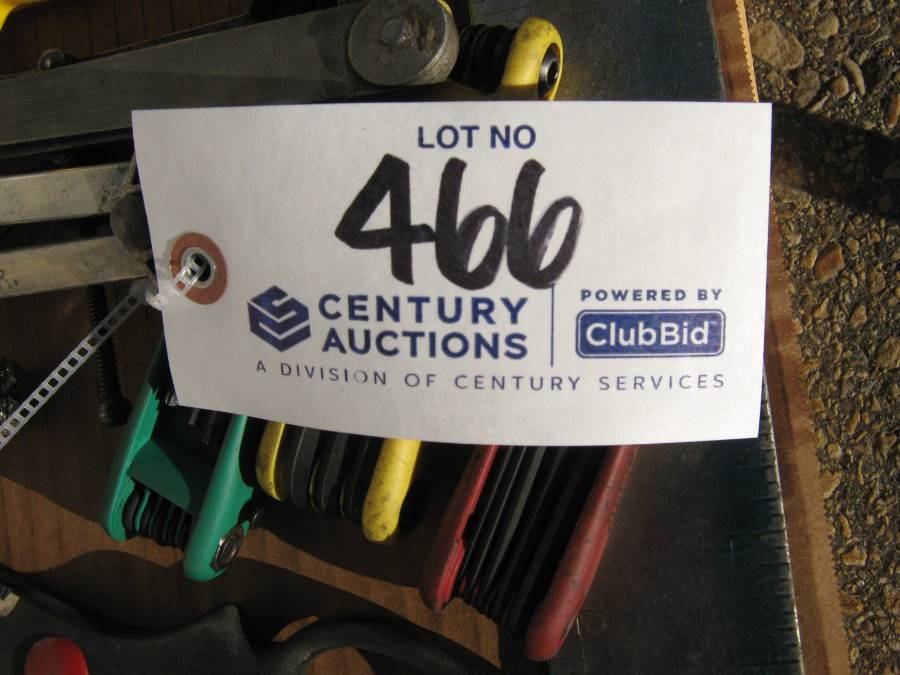 LOT NO
466
CENTURY
AUCTIONS
A DIVISION OF CENTURY SERVICES
POWERED BY
ClubBid